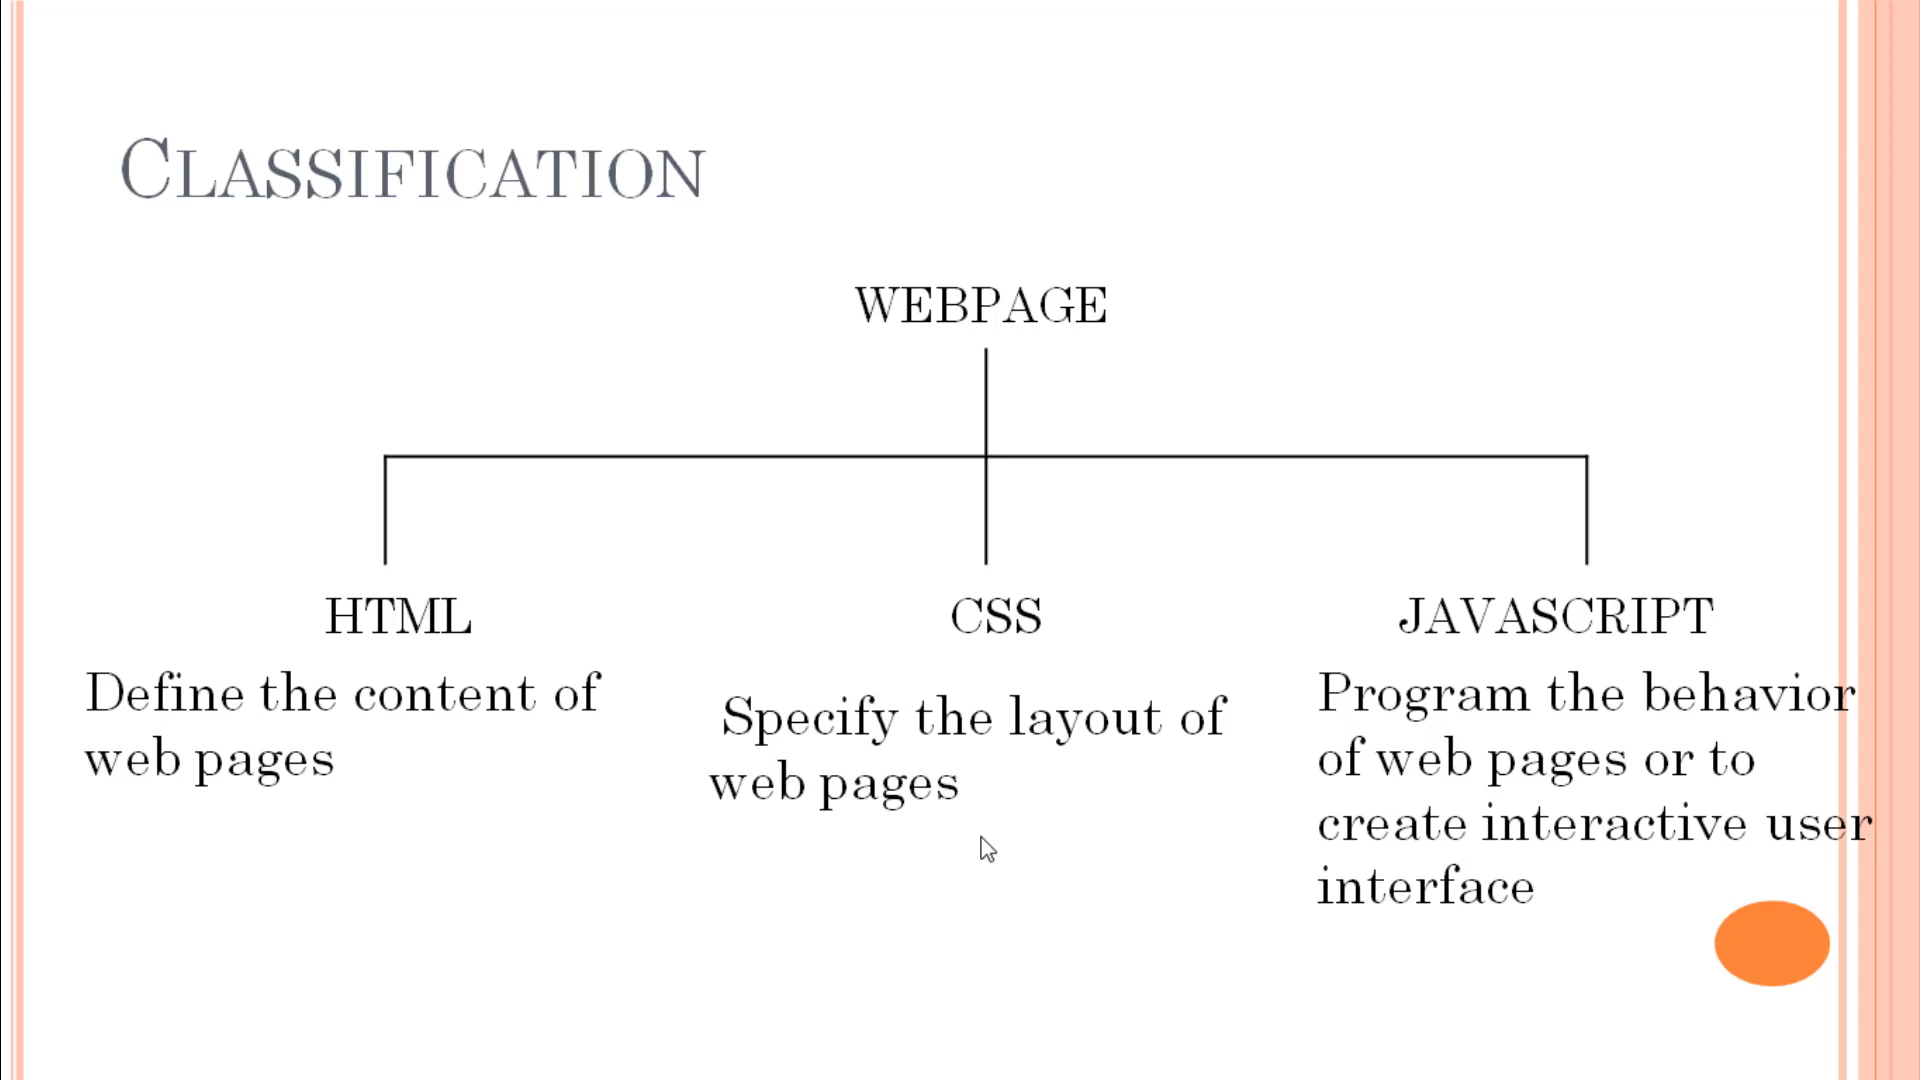 CLASSIFICATION
WEBPAGE
HTML
Define the content of
web pages
CSS
Specify the layout of
web pages
JAVASCRIPT
Program the behavior
of web pages or to
create interactive user
interface